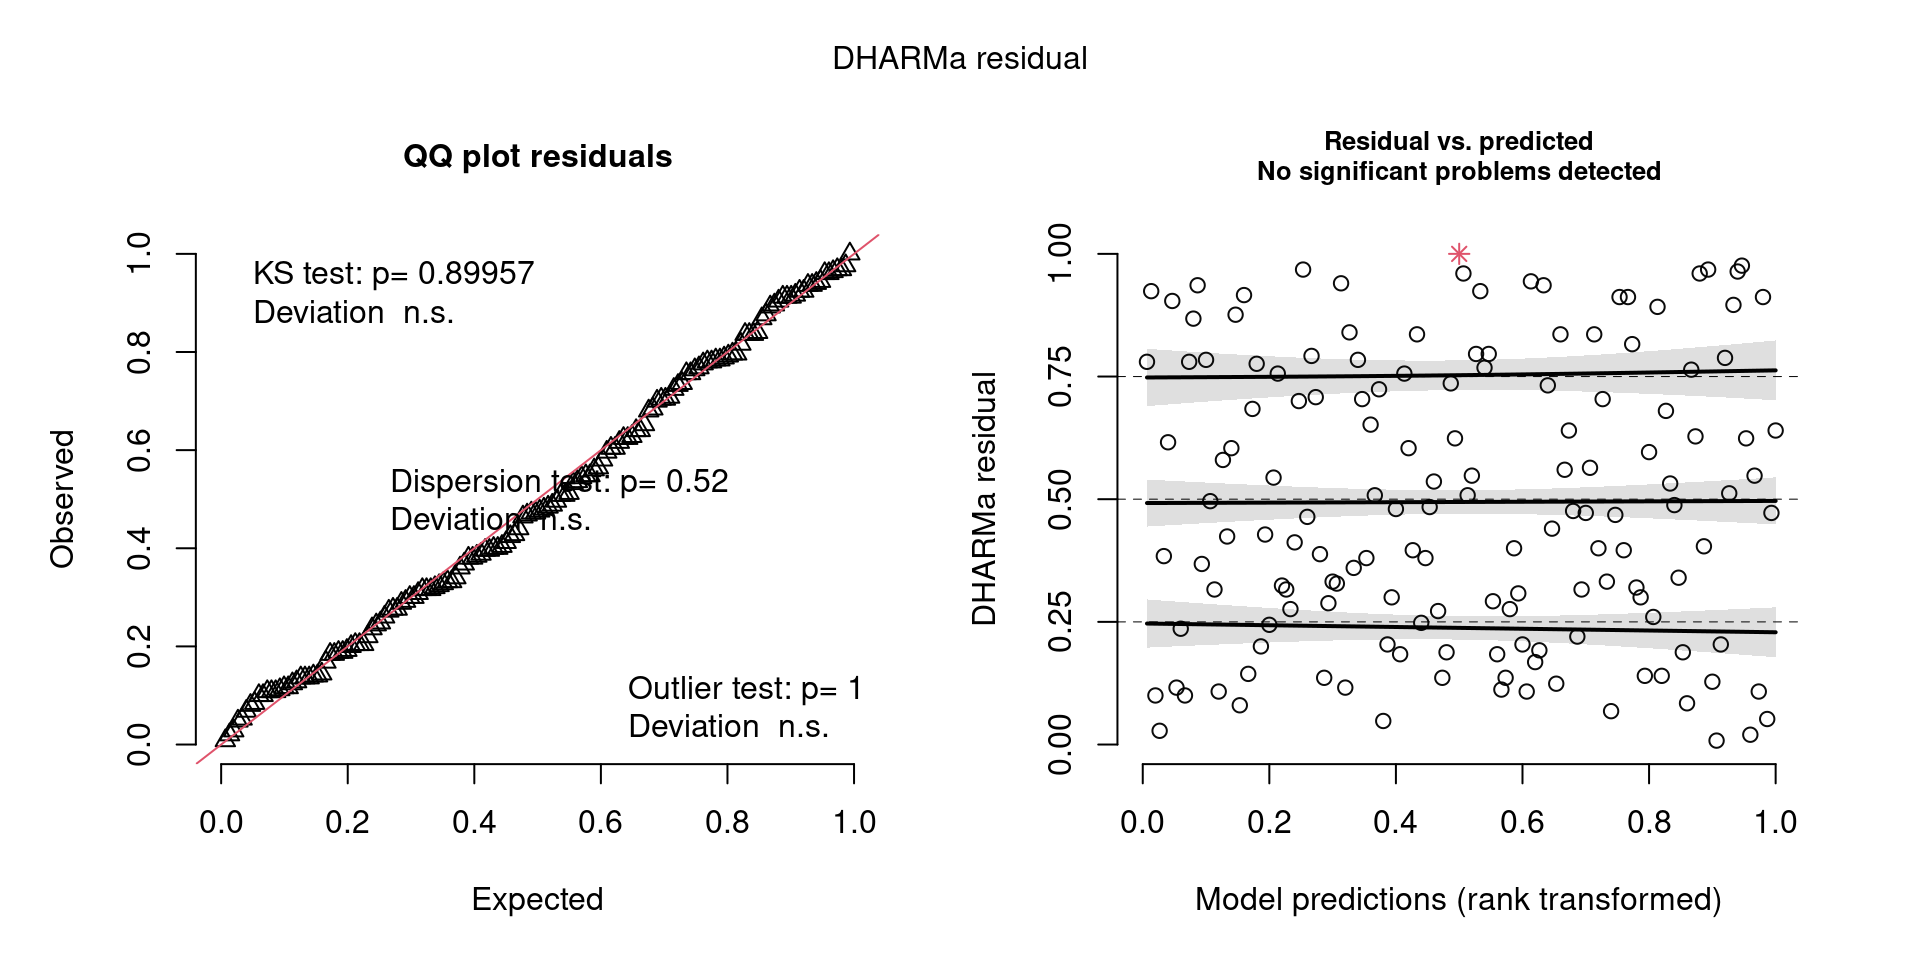 DHARMa residual
QQ plot residuals
KS test: p= 0.89957
Deviation  n.s.
Dispersion test: p= 0.52
Deviation  n.s.
Outlier test: p= 1
Deviation  n.s.
Observed
1.0
0.8
0.6
0.4
0.2
0.0
0.0 0.2 0.4 0.6 0.8 1.0
Expected
Residual vs. predicted
No significant problems detected
DHARMa residual
1.00
0.75
0.50
0.25
0.00
0.0 0.2 0.4 0.6 0.8 1.0
Model predictions (rank transformed)